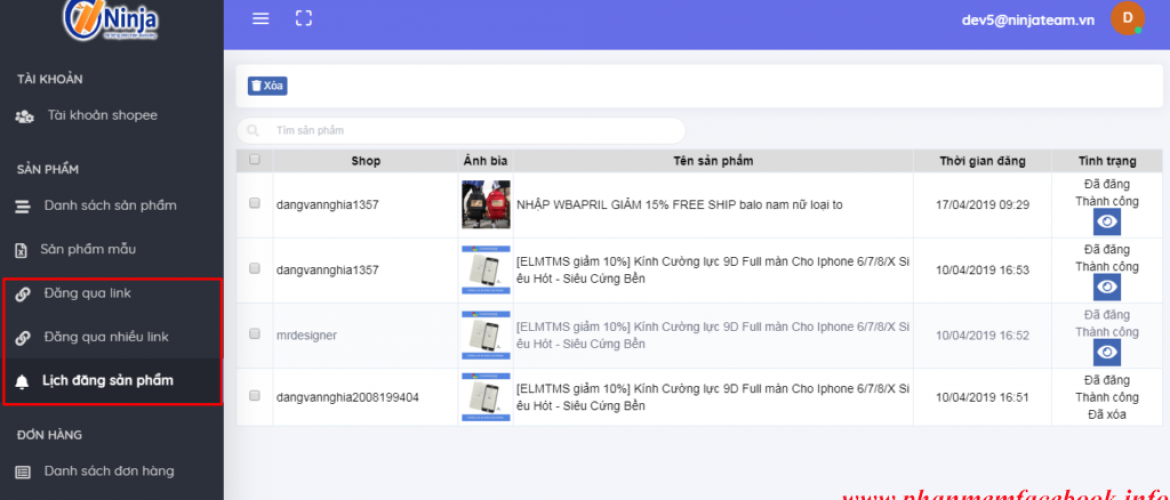 Ninja
dev5@ninjateam.vn
D
TÀI KHOẢN
Tài khoản shopee
SẢN PHẨM
Danh sách sản phẩm
Sản phẩm mẫu
Đăng qua link
Đăng qua nhiều link
Lịch đăng sản phẩm
ĐƠN HÀNG
Danh sách đơn hàng
Xóa
Tìm sản phẩm
Shop Ảnh bìa Tên sản phẩm Thời gian đăng Tình trạng
dangvannghia1357 NHẬP WBAPRIL GIẢM 15% FREE SHIP balo nam nữ loại to 17/04/2019 09:29 Đã đăng
Thành công
dangvannghia1357 [ELMTMS giảm 10%] Kính Cường lực 9D Full màn Cho Iphone 6/7/8/X Si
êu Hót - Siêu Cứng Bền 10/04/2019 16:53 Đã đăng
Thành công
mrdesigner [ELMTMS giảm 10%] Kính Cường lực 9D Full màn Cho Iphone 6/7/8/X Si
êu Hót - Siêu Cứng Bền 10/04/2019 16:52 Đã đăng
Thành công
dangvannghia2008199404 [ELMTMS giảm 10%] Kính Cường lực 9D Full màn Cho Iphone 6/7/8/X Si
êu Hót - Siêu Cứng Bền 10/04/2019 16:51 Đã đăng
Thành công
Đã xóa
www.phanmemfacebook.info